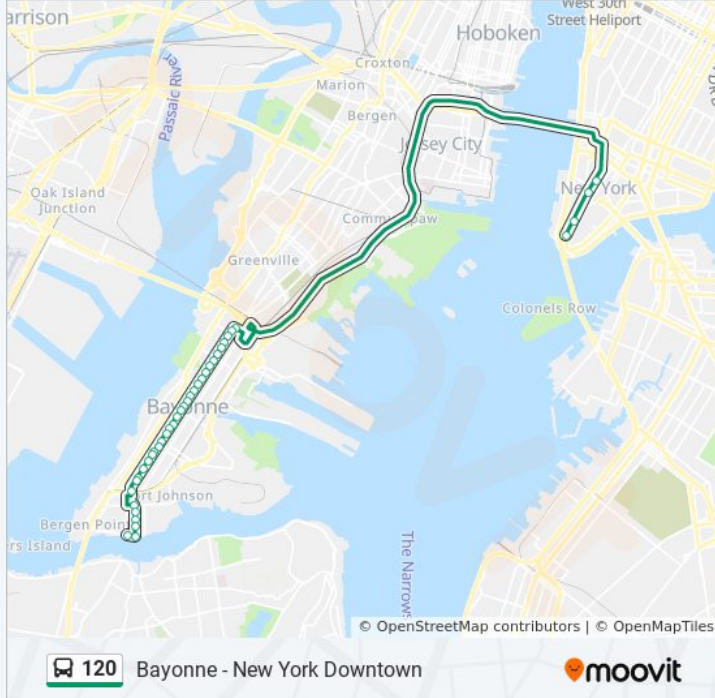 arrison
West 30th
Street Heliport
Hoboken
Croxton
Passaic River
Marion
Bergen
Jersey City
Oak Island
Junction
New York
Communipaw
Greenville
Colonels Row
Bayonne
ort Johnson
Bergen Point
ers Island
The Narrows
© OpenStreetMap contributors | © OpenMapTiles
120 Bayonne - New York Downtown moovit